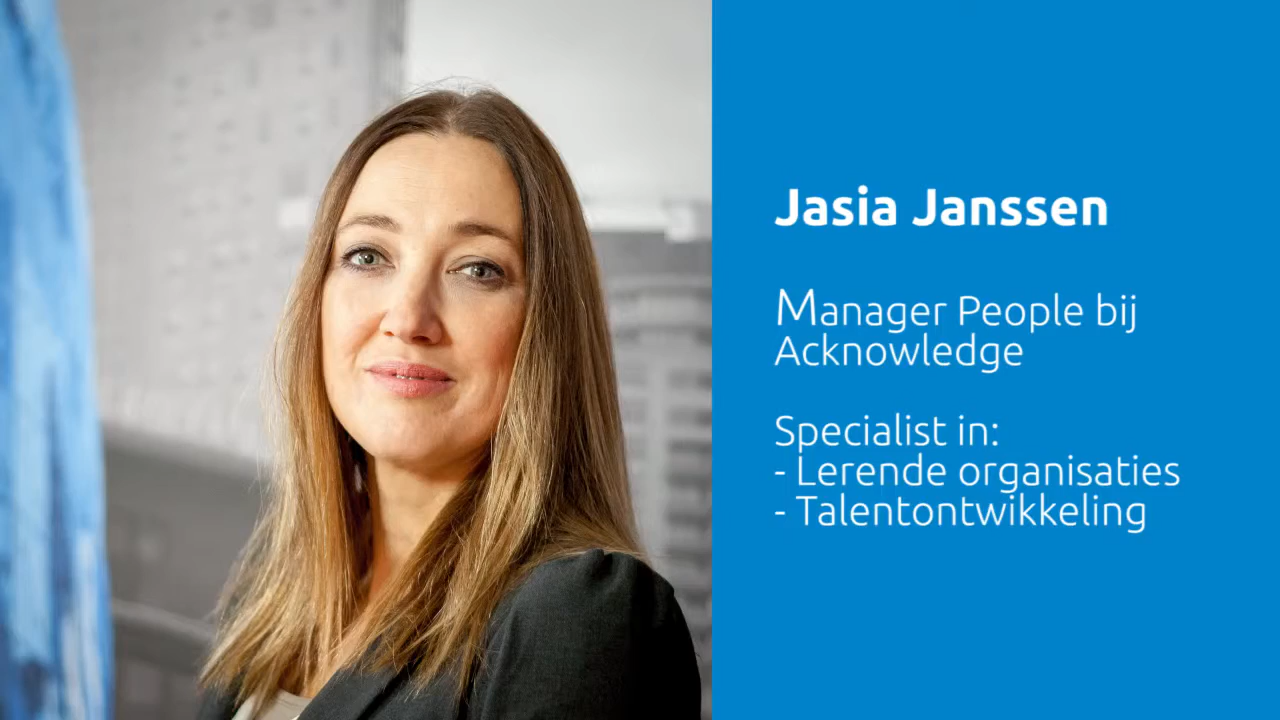 Jasia Janssen
Manager People bij
Acknowledge
Specialist in:
- Lerende organisaties
- Talentontwikkeling